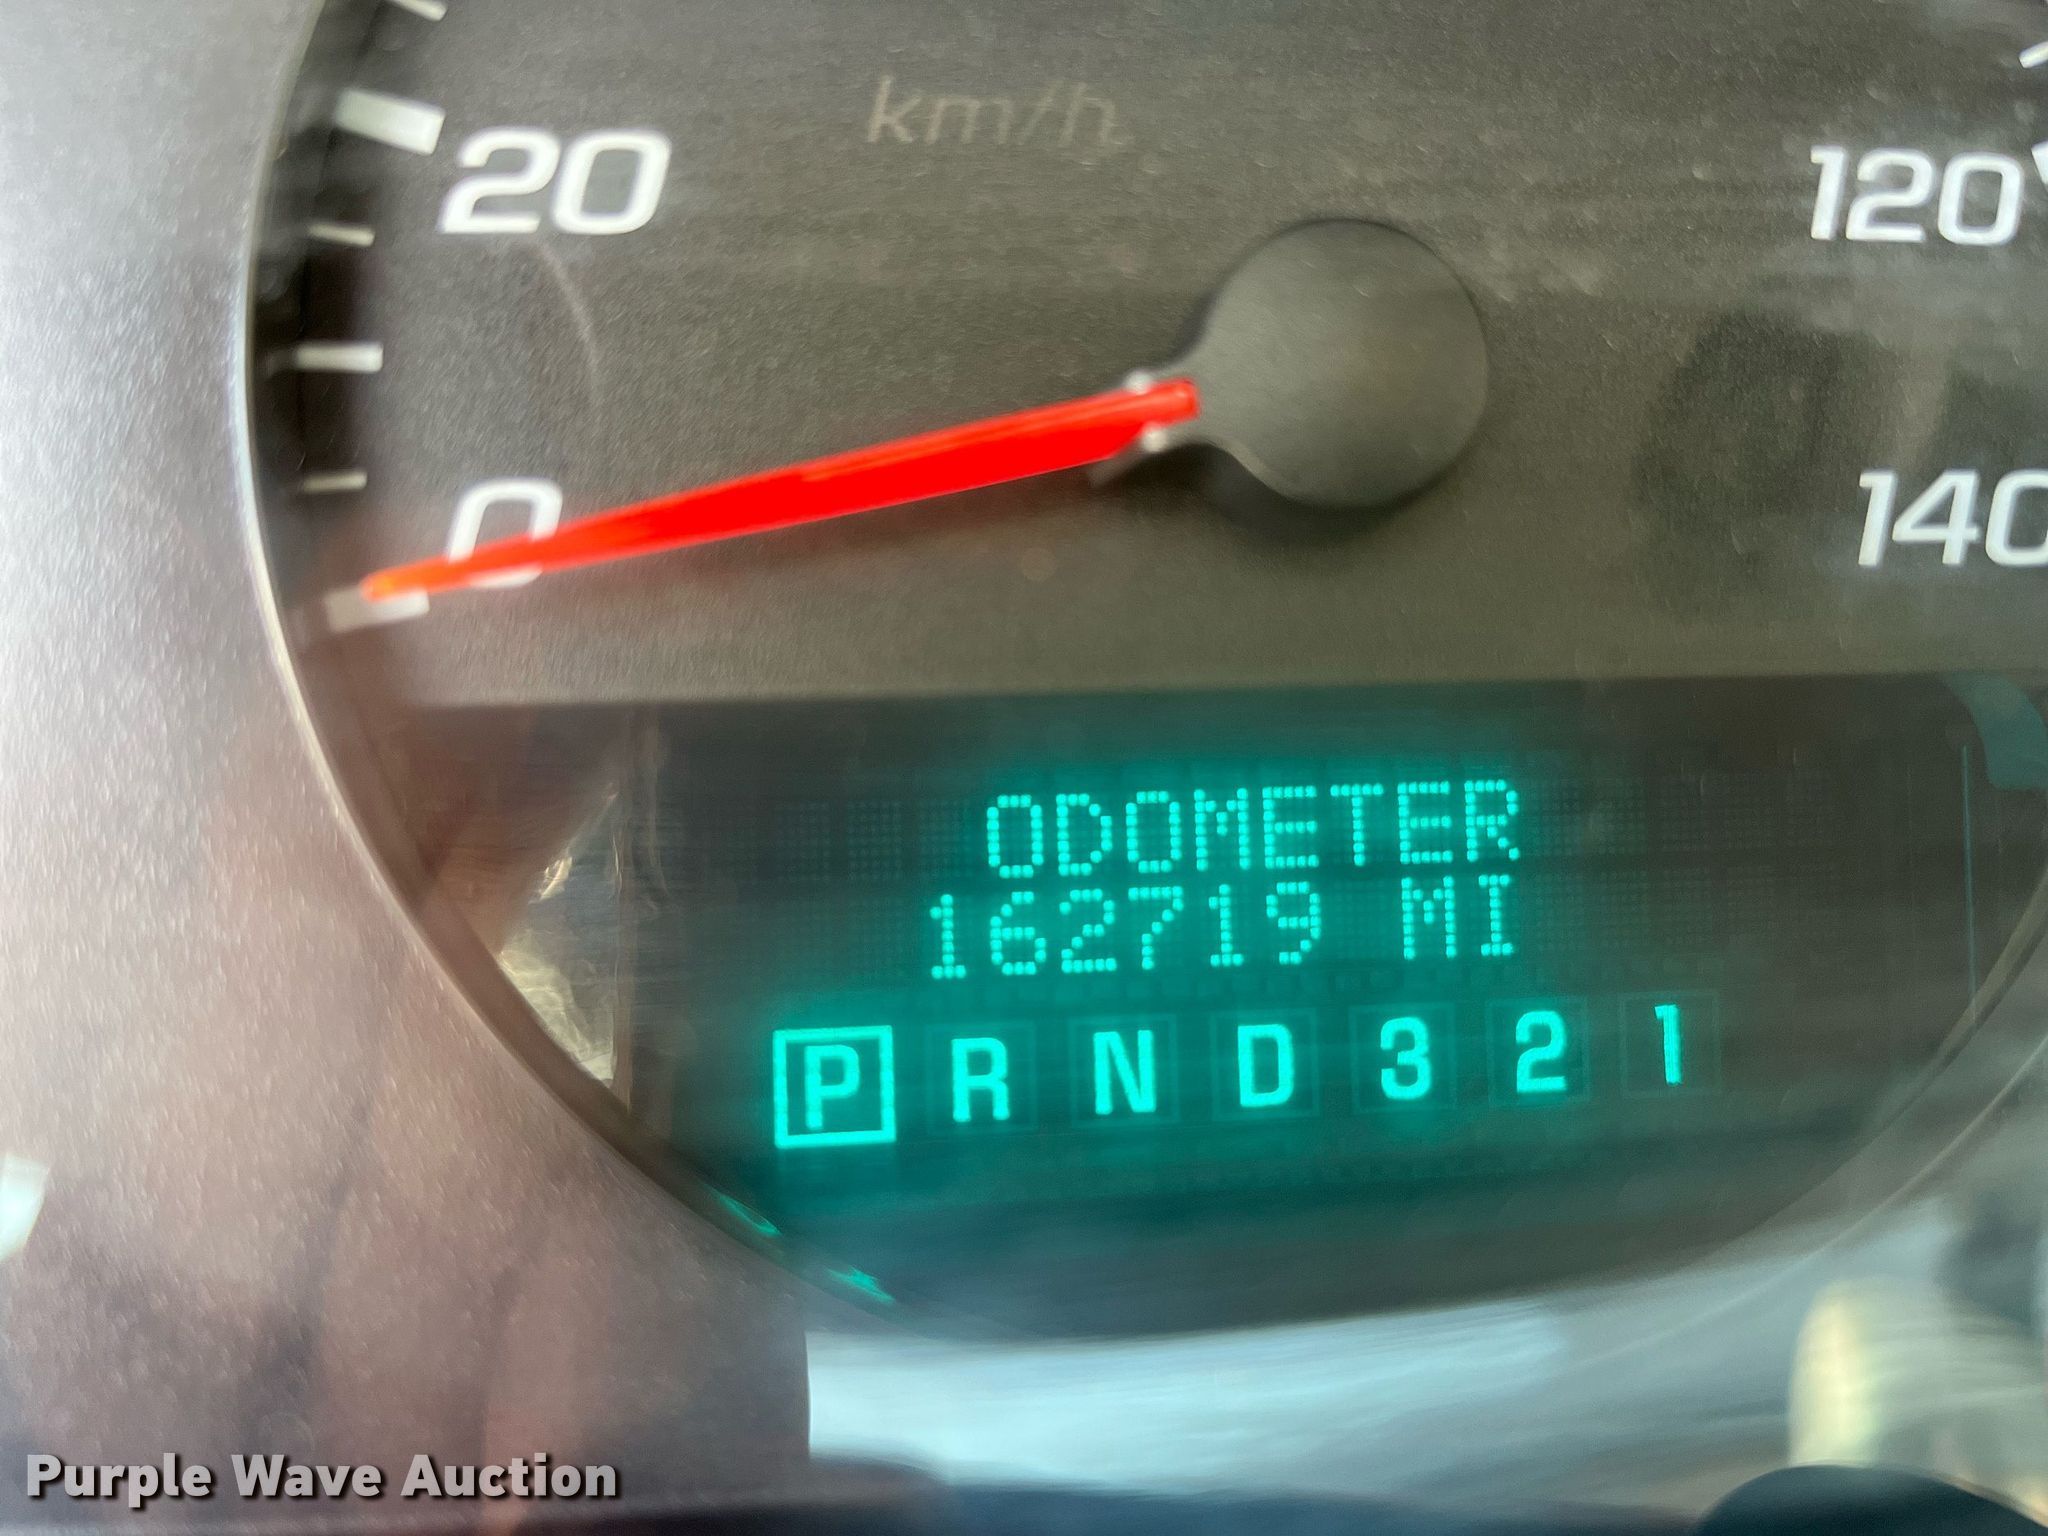 km/h
20
120
0
140
ODOMETER
162719 MI
P R N D 3 2 1
Purple Wave Auction